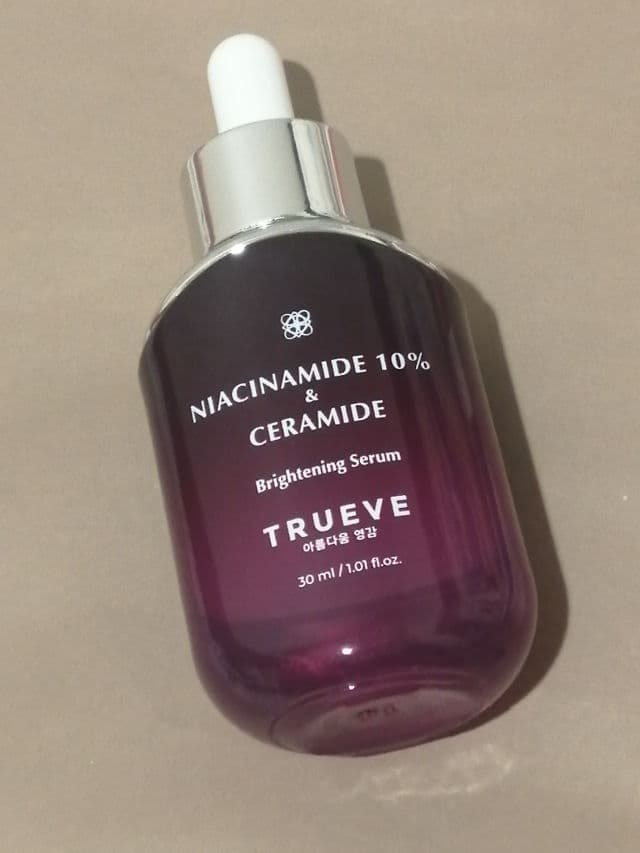 NIACINAMIDE 10%
&
CERAMIDE
Brightening Serum
TRUEVE
아름다움 영감
30 ml / 1.01 fl.oz.